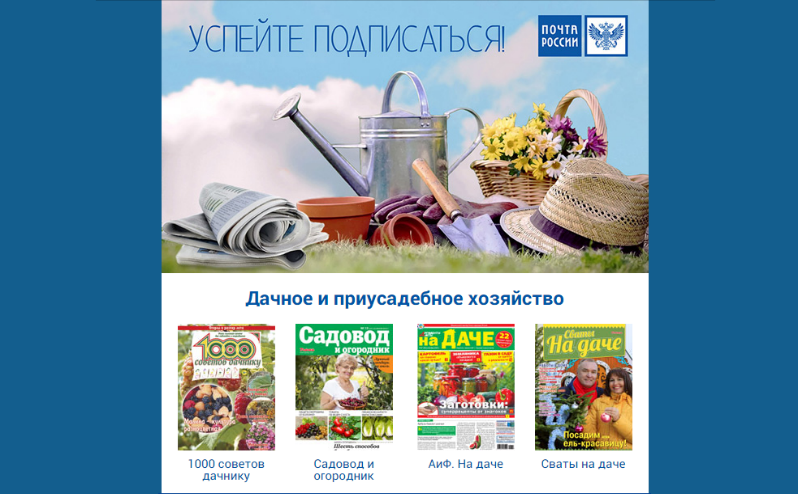 УСПЕЙТЕ ПОДПИСАТЬСЯ!
ПОЧТА
РОССИИ
Дачное и приусадебное хозяйство
1000
советов дачнику
Садовод
и огородник
на ДАЧЕ
22
Заготовки:
Сваты
На даче
Посадим
ель-красавицу!
1000 советов
дачнику
Садовод и
огородник
АиФ. На даче
Сваты на даче